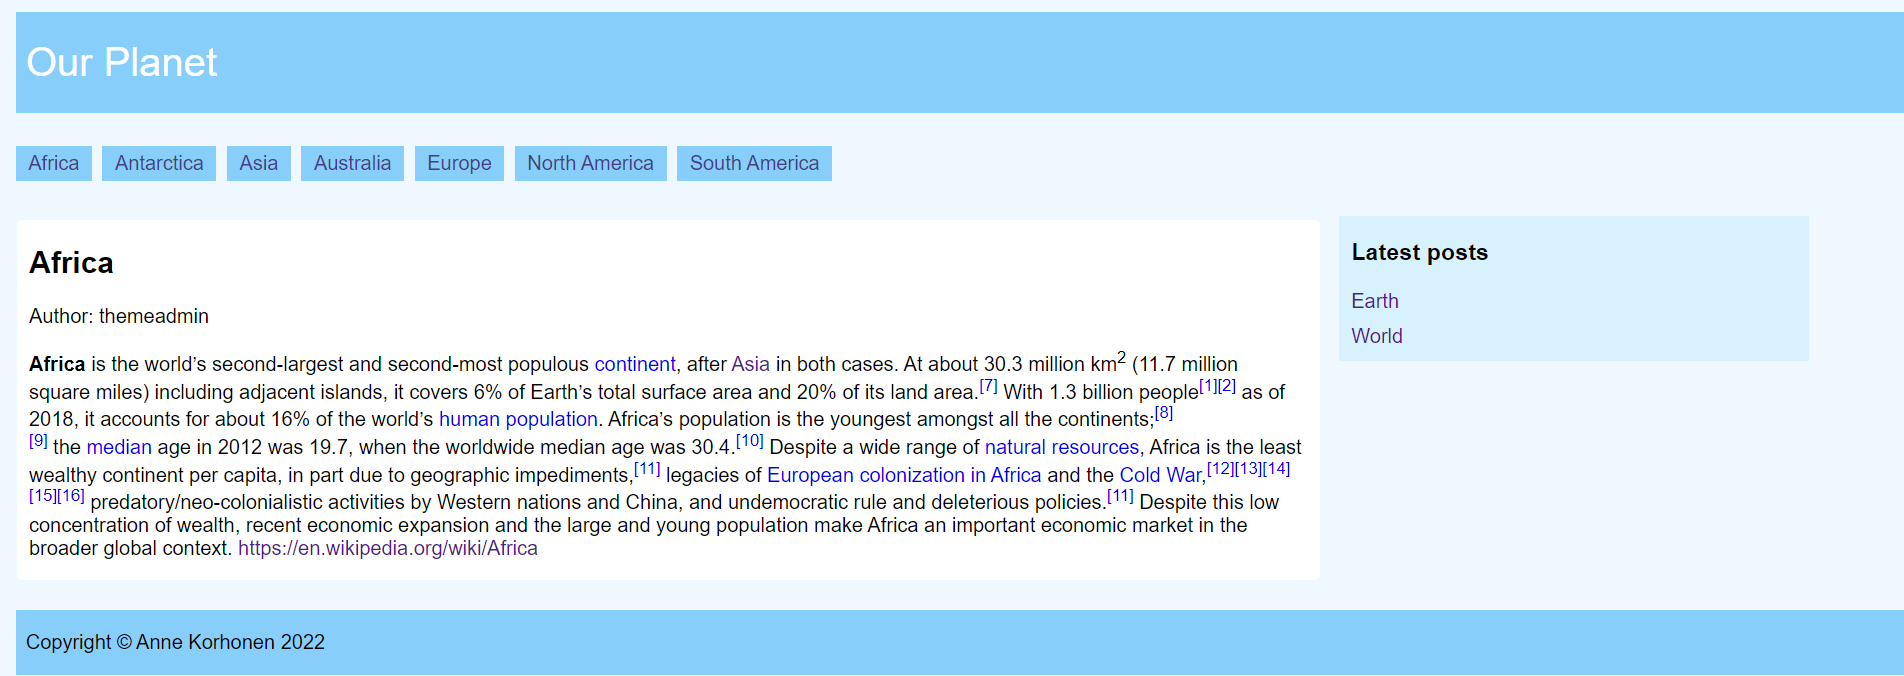 Our Planet
Africa Antarctica Asia Australia Europe North America South America
Africa
Author: themeadmin
Africa is the world’s second-largest and second-most populous continent, after Asia in both cases. At about 30.3 million km2 (11.7 million
square miles) including adjacent islands, it covers 6% of Earth’s total surface area and 20% of its land area.[7] With 1.3 billion people[1][2] as of
2018, it accounts for about 16% of the world’s human population. Africa’s population is the youngest amongst all the continents;[8]
[9] the median age in 2012 was 19.7, when the worldwide median age was 30.4.[10] Despite a wide range of natural resources, Africa is the least
wealthy continent per capita, in part due to geographic impediments,[11] legacies of European colonization in Africa and the Cold War,[12][13][14]
[15][16] predatory/neo-colonialistic activities by Western nations and China, and undemocratic rule and deleterious policies.[11] Despite this low
concentration of wealth, recent economic expansion and the large and young population make Africa an important economic market in the
broader global context. https://en.wikipedia.org/wiki/Africa
Latest posts
Earth
World
Copyright © Anne Korhonen 2022